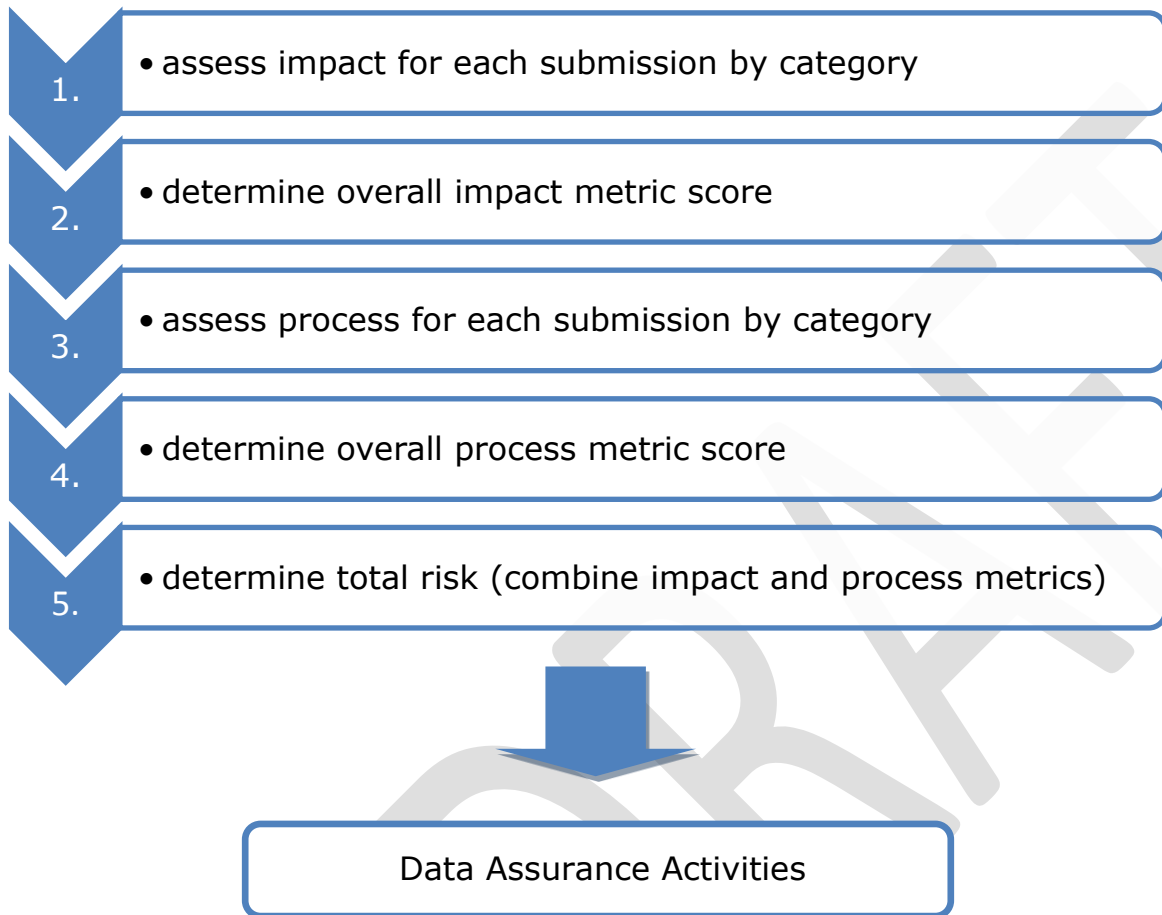 1.
• assess impact for each submission by category
2.
• determine overall impact metric score
3.
• assess process for each submission by category
4.
• determine overall process metric score
5.
• determine total risk (combine impact and process metrics)
Data Assurance Activities
DRAFT